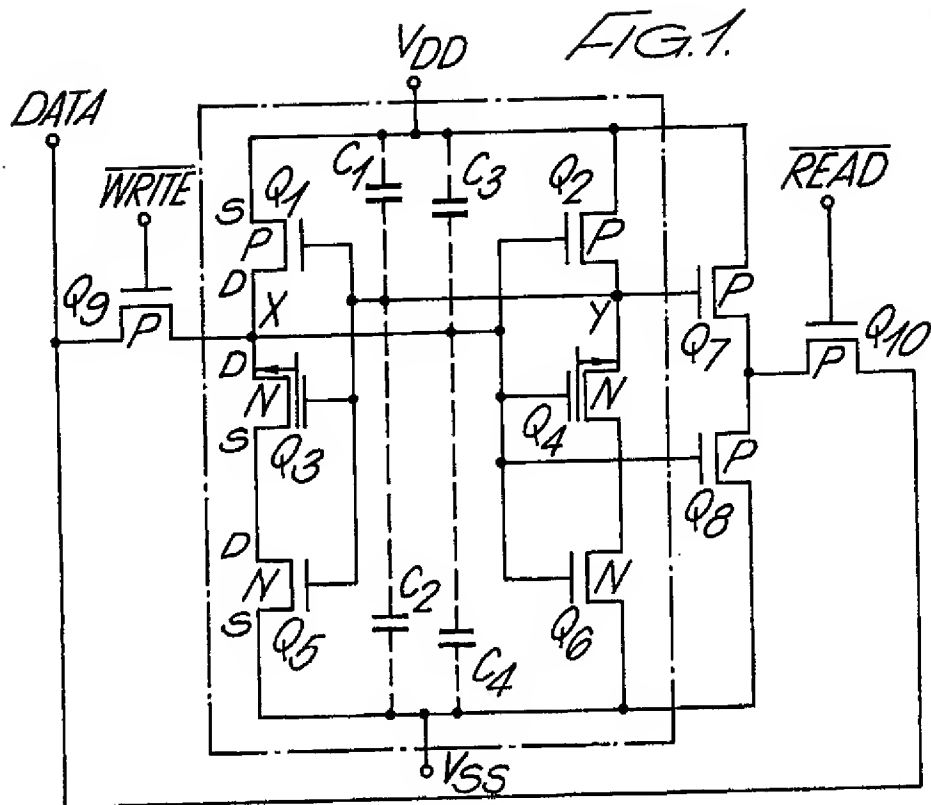 FIG.1.
VDD
DATA
WRITE
READ
C1
C3
Q1
Q2
S
P
D
P
Q9
P
X
Y
P
Q7
Q10
P
D
N
S
Q3
Q4
N
P
Q8
D
N
S
Q5
C2
C4
N
Q6
VSS